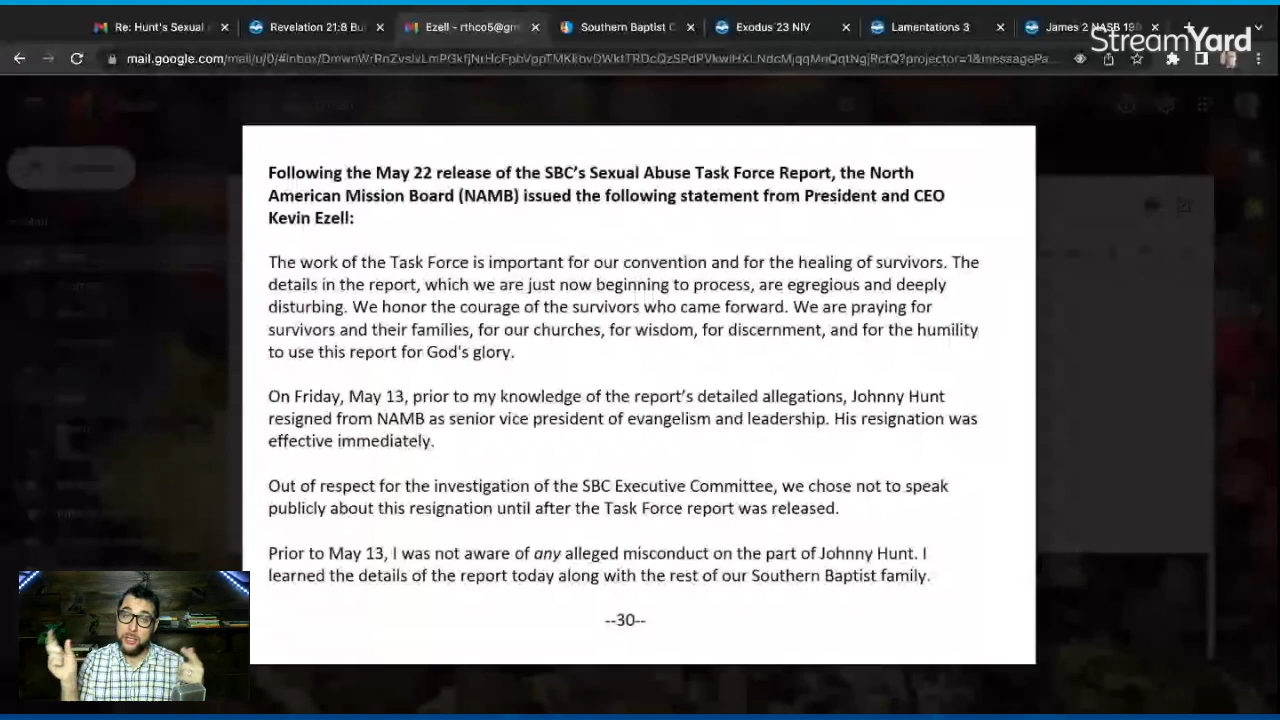 Re: Hunt's Sexual
Revelation 21:8 Bu
Ezell - rthco5@gm
Southern Baptist C
Exodus 23 NIV
Lamentations 3
James 2 NASB 19
StreamYard
Following the May 22 release of the SBC's Sexual Abuse Task Force Report, the North
American Mission Board (NAMB) issued the following statement from President and CEO
Kevin Ezell:
The work of the Task Force is important for our convention and for the healing of survivors. The
details in the report, which we are just now beginning to process, are egregious and deeply
disturbing. We honor the courage of the survivors who came forward. We are praying for
survivors and their families, for our churches, for wisdom, for discernment, and for the humility
to use this report for God's glory.
On Friday, May 13, prior to my knowledge of the report's detailed allegations, Johnny Hunt
resigned from NAMB as senior vice president of evangelism and leadership. His resignation was
effective immediately.
Out of respect for the investigation of the SBC Executive Committee, we chose not to speak
publicly about this resignation until after the Task Force report was released.
Prior to May 13, I was not aware of any alleged misconduct on the part of Johnny Hunt. I
learned the details of the report today along with the rest of our Southern Baptist family.
--30--